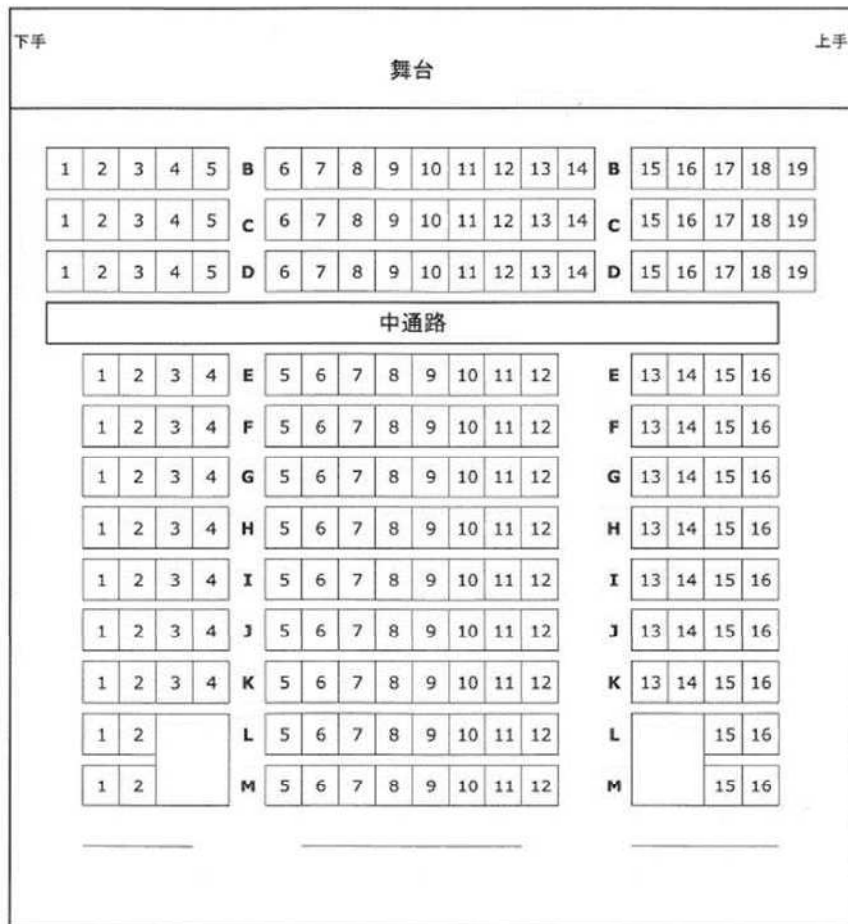 下手 上手
舞台
1 2 3 4 5 B 6 7 8 9 10 11 12 13 14 B 15 16 17 18 19
1 2 3 4 5 C 6 7 8 9 10 11 12 13 14 C 15 16 17 18 19
1 2 3 4 5 D 6 7 8 9 10 11 12 13 14 D 15 16 17 18 19
中通路
1 2 3 4 E 5 6 7 8 9 10 11 12 E 13 14 15 16
1 2 3 4 F 5 6 7 8 9 10 11 12 F 13 14 15 16
1 2 3 4 G 5 6 7 8 9 10 11 12 G 13 14 15 16
1 2 3 4 H 5 6 7 8 9 10 11 12 H 13 14 15 16
1 2 3 4 I 5 6 7 8 9 10 11 12 I 13 14 15 16
1 2 3 4 J 5 6 7 8 9 10 11 12 J 13 14 15 16
1 2 3 4 K 5 6 7 8 9 10 11 12 K 13 14 15 16
1 2 L 5 6 7 8 9 10 11 12 L 15 16
1 2 M 5 6 7 8 9 10 11 12 M 15 16